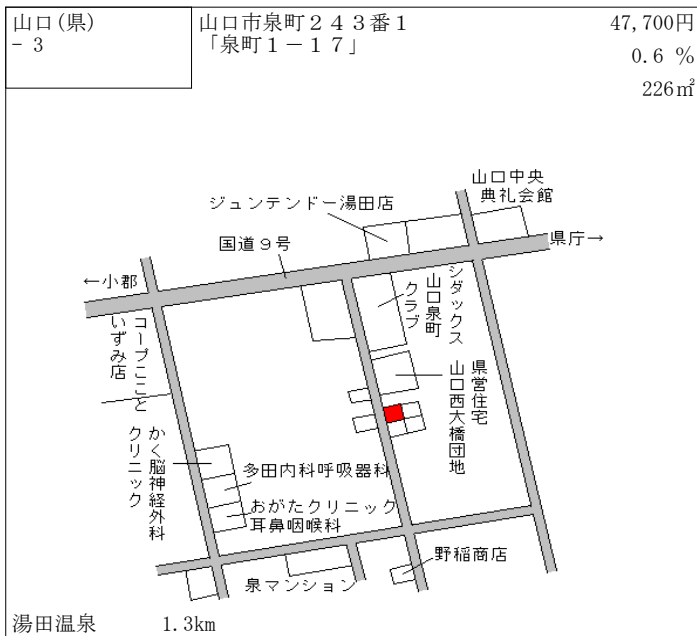 山口(県)
- 3
山口市泉町２４３番１
「泉町１－１７」
47,700円
0.6 %
226㎡
山口中央
典礼会館
ジュンテンドー湯田店
国道９号
県庁→
←小郡
シダックス
山口泉町
クラブ
コープここと
いずみ店
県営住宅
山口西大橋団地
かく脳神経外科
クリニック
多田内科呼吸器科
おがたクリニック
耳鼻咽喉科
野稲商店
泉マンション
湯田温泉
1.3km